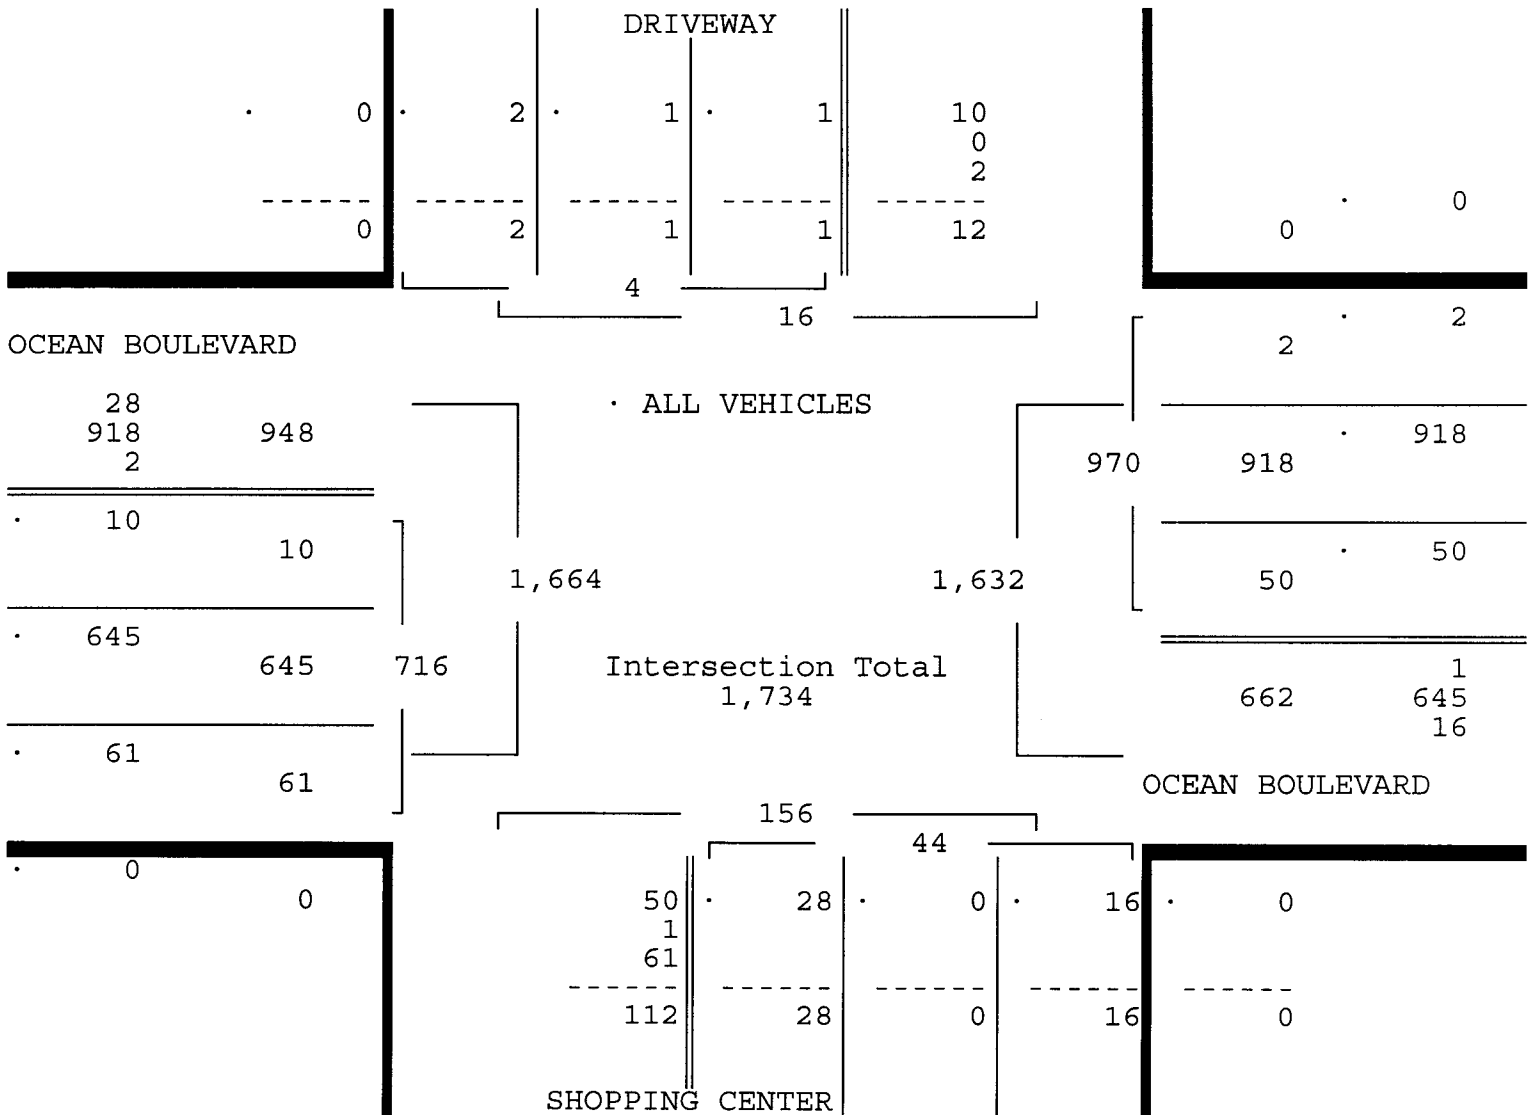 DRIVEWAY
· 0 · 2 · 1 · 1 10
0
2
------ ------ ------ ------ ------
0 2 1 1 12
· 0
0
4
16
· 2
2
OCEAN BOULEVARD
28
918 948
2
· ALL VEHICLES
· 918
970 918
· 10
10
· 50
50
1,664 1,632
· 645
645 716
Intersection Total
1,734
1
662 645
16
· 61
61
OCEAN BOULEVARD
156
44
· 0
0
50 · 28 · 0 · 16 · 0
1
61
------ ------ ------ ------ ------
112 28 0 16 0
SHOPPING CENTER